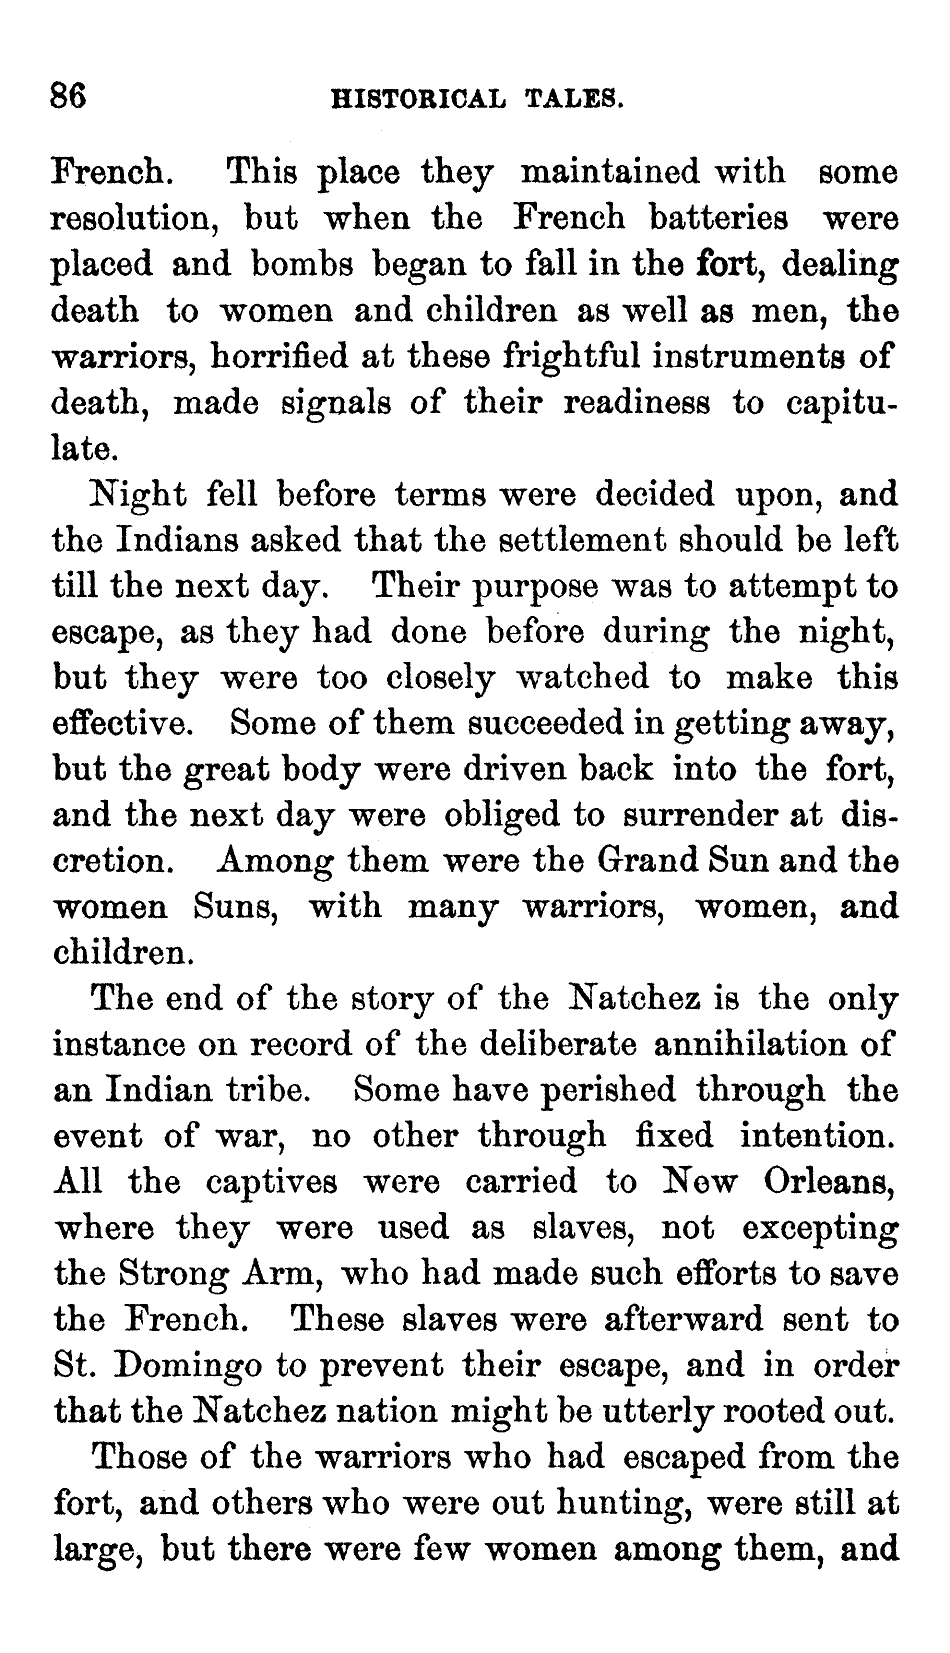 86 HISTORICAL TALES.
French. This place they maintained with some
resolution, but when the French batteries were
placed and bombs began to fall in the fort, dealing
death to women and children as well as men, the
warriors, horrified at these frightful instruments of
death, made signals of their readiness to capitu-
late.
Night fell before terms were decided upon, and
the Indians asked that the settlement should be left
till the next day. Their purpose was to attempt to
escape, as they had done before during the night,
but they were too closely watched to make this
effective. Some of them succeeded in getting away,
but the great body were driven back into the fort,
and the next day were obliged to surrender at dis-
cretion. Among them were the Grand Sun and the
women Suns, with many warriors, women, and
children.
The end of the story of the Natchez is the only
instance on record of the deliberate annihilation of
an Indian tribe. Some have perished through the
event of war, no other through fixed intention.
All the captives were carried to New Orleans,
where they were used as slaves, not excepting
the Strong Arm, who had made such efforts to save
the French. These slaves were afterward sent to
St. Domingo to prevent their escape, and in order
that the Natchez nation might be utterly rooted out.
Those of the warriors who had escaped from the
fort, and others who were out hunting, were still at
large, but there were few women among them, and